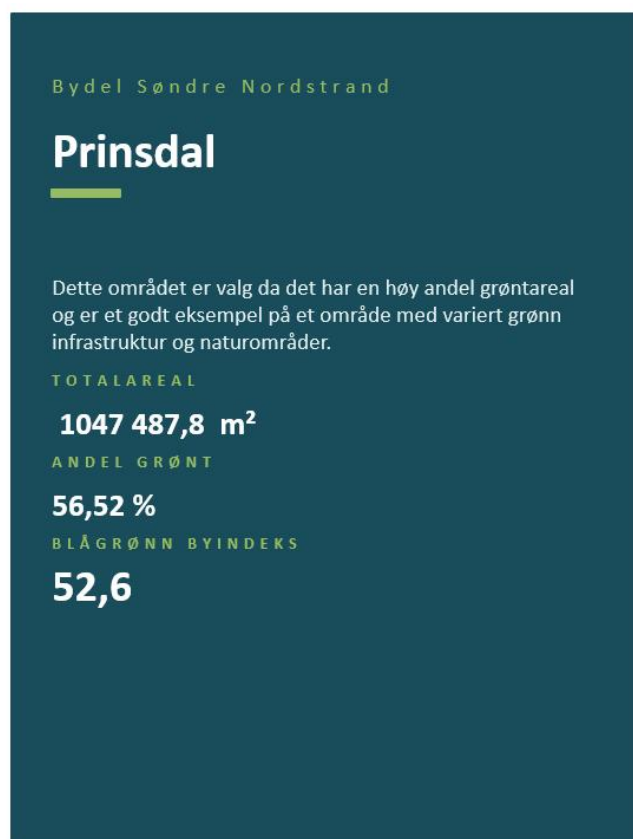 Bydel Søndre Nordstrand
Prinsdal
Dette området er valg da det har en høy andel grøntareal
og er et godt eksempel på et område med variert grønn
infrastruktur og naturområder.
TOTALAREAL
1047 487,8 m²
ANDEL GRØNT
56,52 %
BLÅGRØNN BYINDEKS
52,6